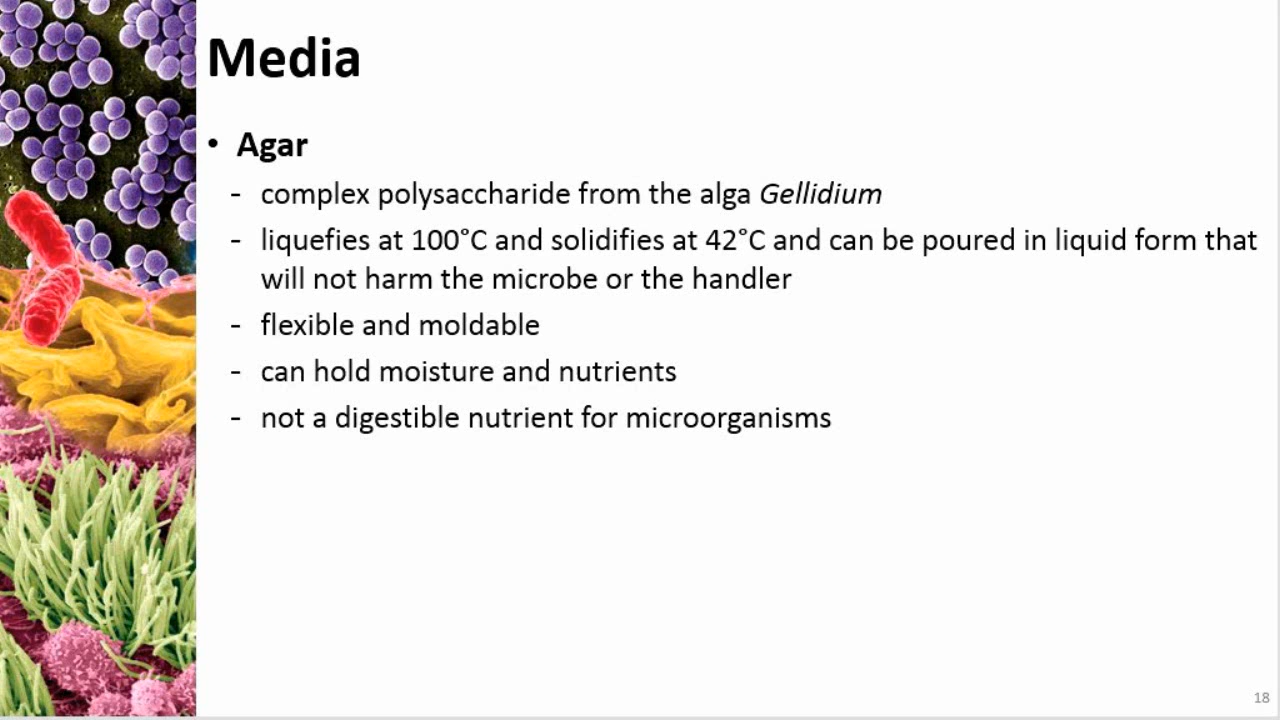 Media
• Agar
- complex polysaccharide from the alga Gellidium
- liquefies at 100°C and solidifies at 42°C and can be poured in liquid form that
will not harm the microbe or the handler
- flexible and moldable
- can hold moisture and nutrients
- not a digestible nutrient for microorganisms
18